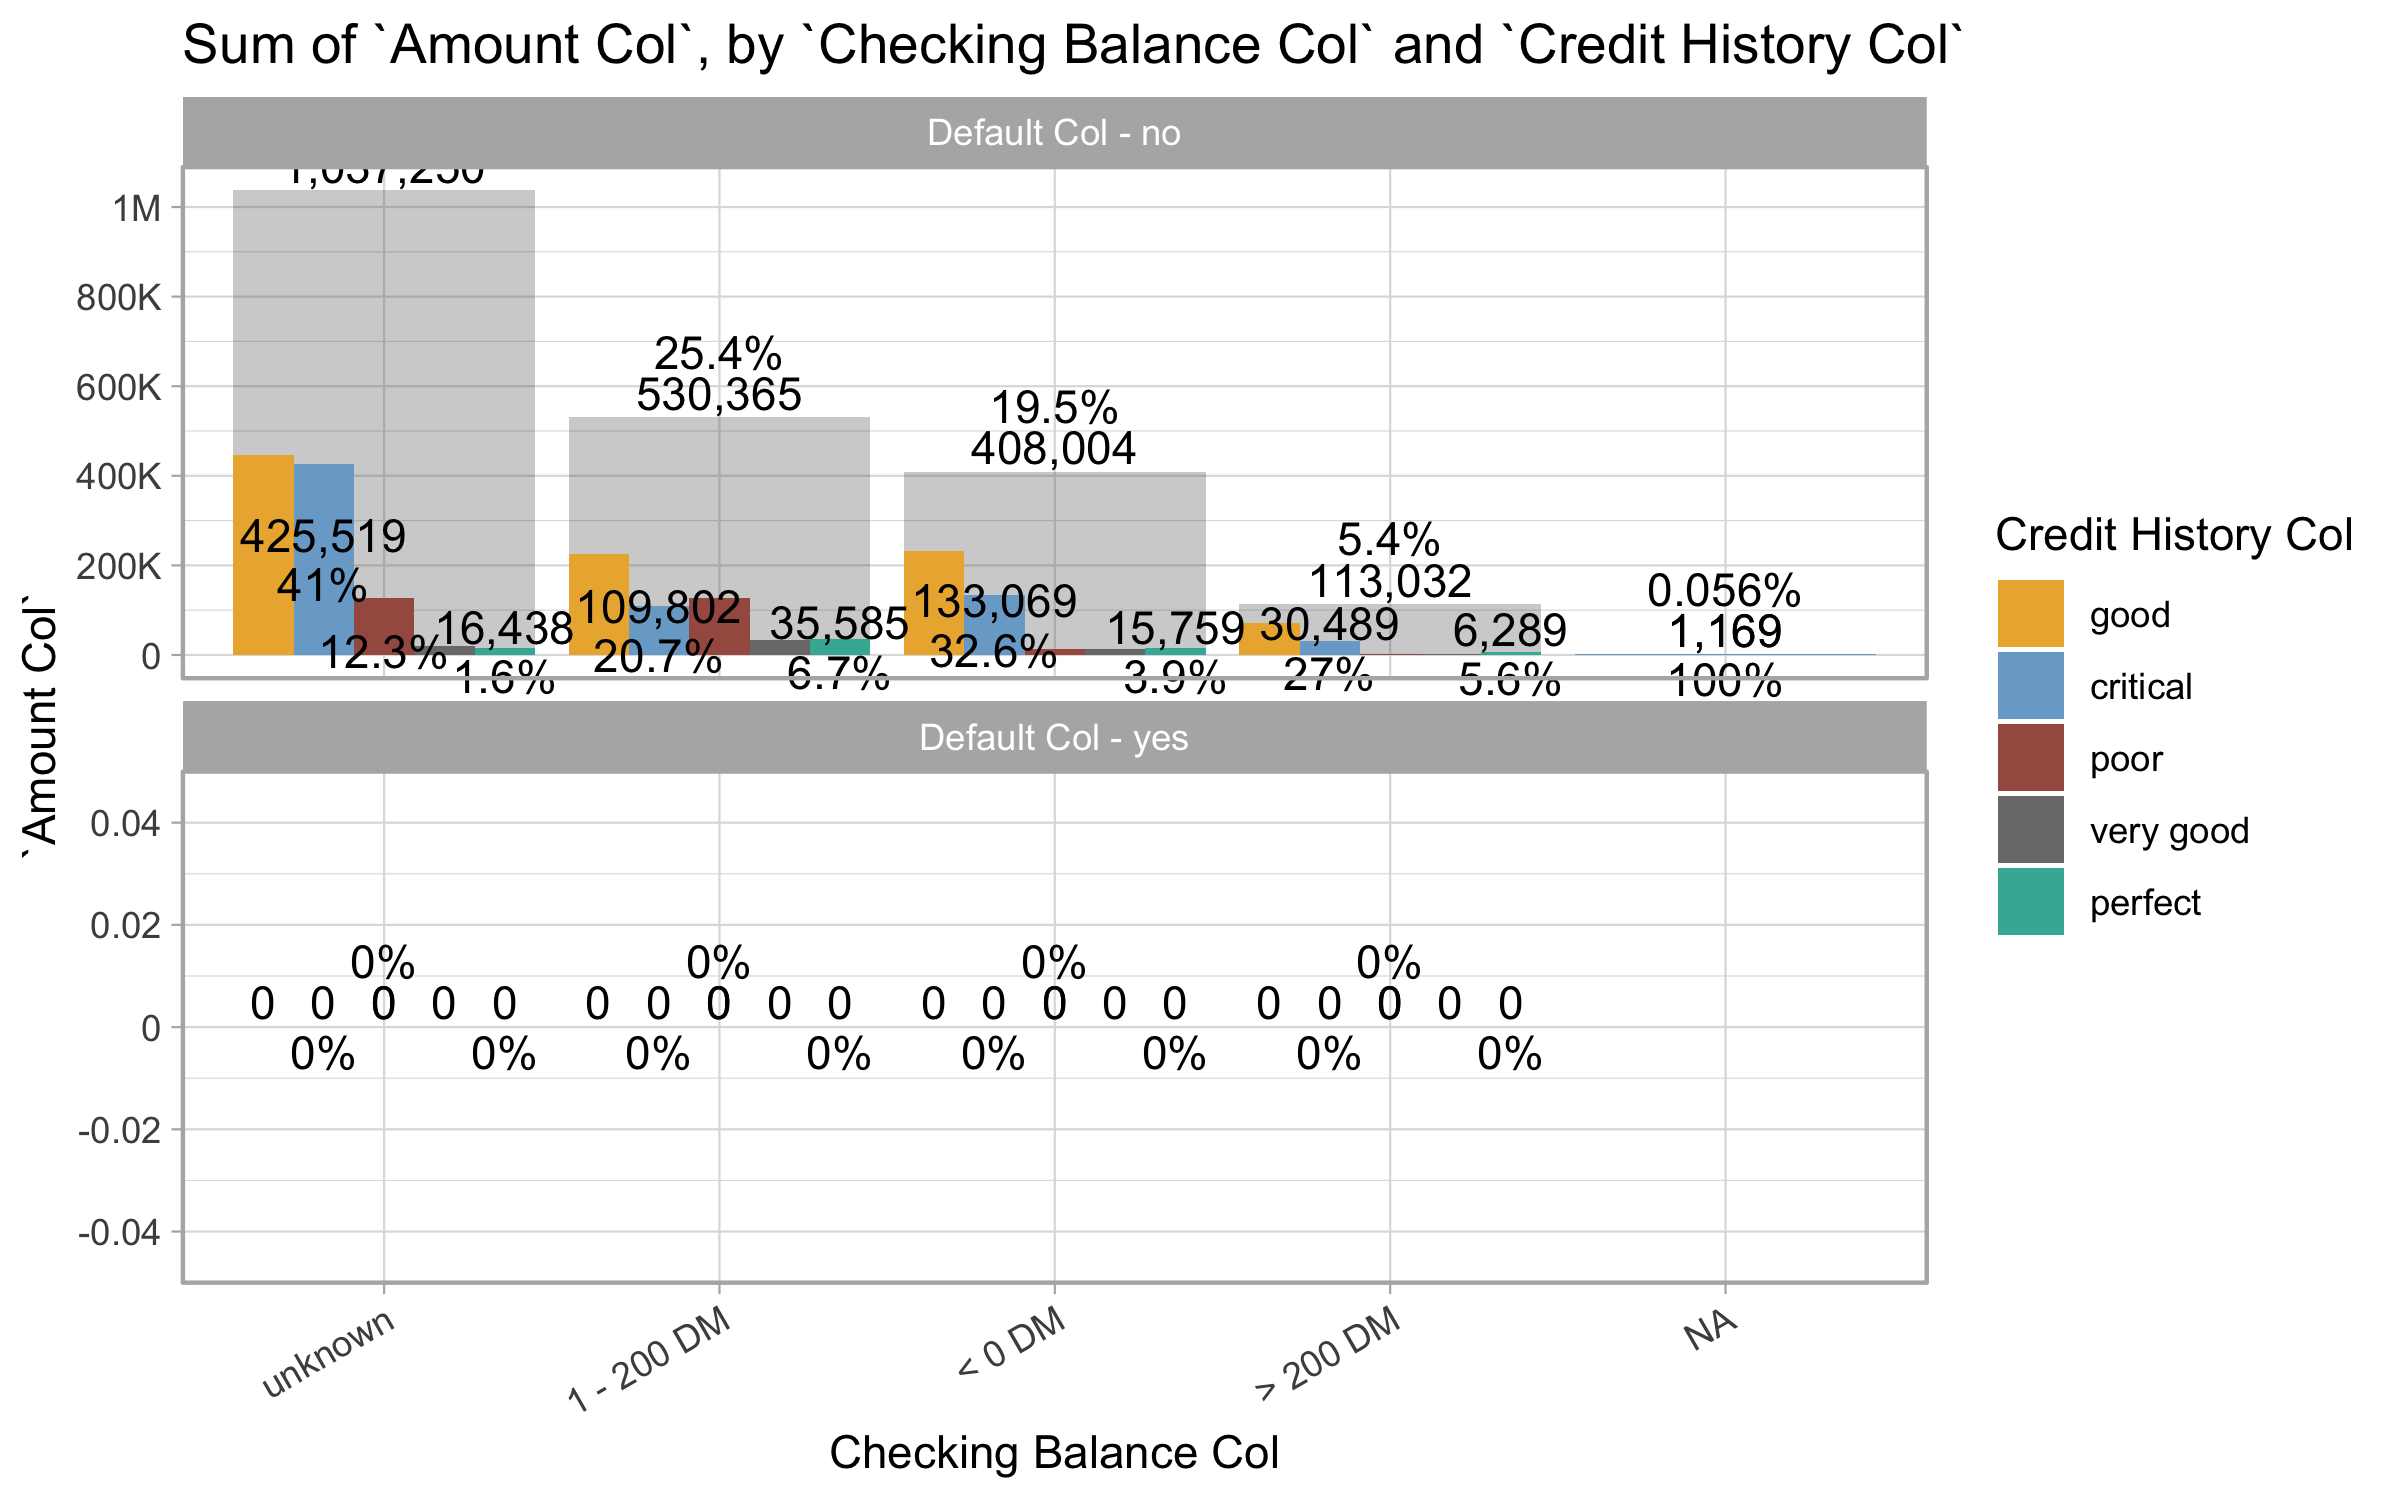 Sum of `Amount Col`, by `Checking Balance Col` and `Credit History Col`
Default Col - no
1,037,230
1M
800K
600K
400K
200K
0
25.4%
530,365
19.5%
408,004
5.4%
113,032
0.056%
1,169
100%
425,519
41%
12.3%
16,438
1.6%
109,802
20.7%
35,585
6.7%
133,069
32.6%
15,759
3.9%
30,489
27%
6,289
5.6%
`Amount Col`
Default Col - yes
0.04
0.02
0
-0.02
-0.04
0% 0% 0% 0%
0 0 0 0 0 0 0 0 0 0 0 0 0 0 0 0 0 0 0 0
0% 0% 0% 0% 0% 0% 0% 0%
unknown
1 - 200 DM
< 0 DM
> 200 DM
NA
Checking Balance Col
Credit History Col
good
critical
poor
very good
perfect